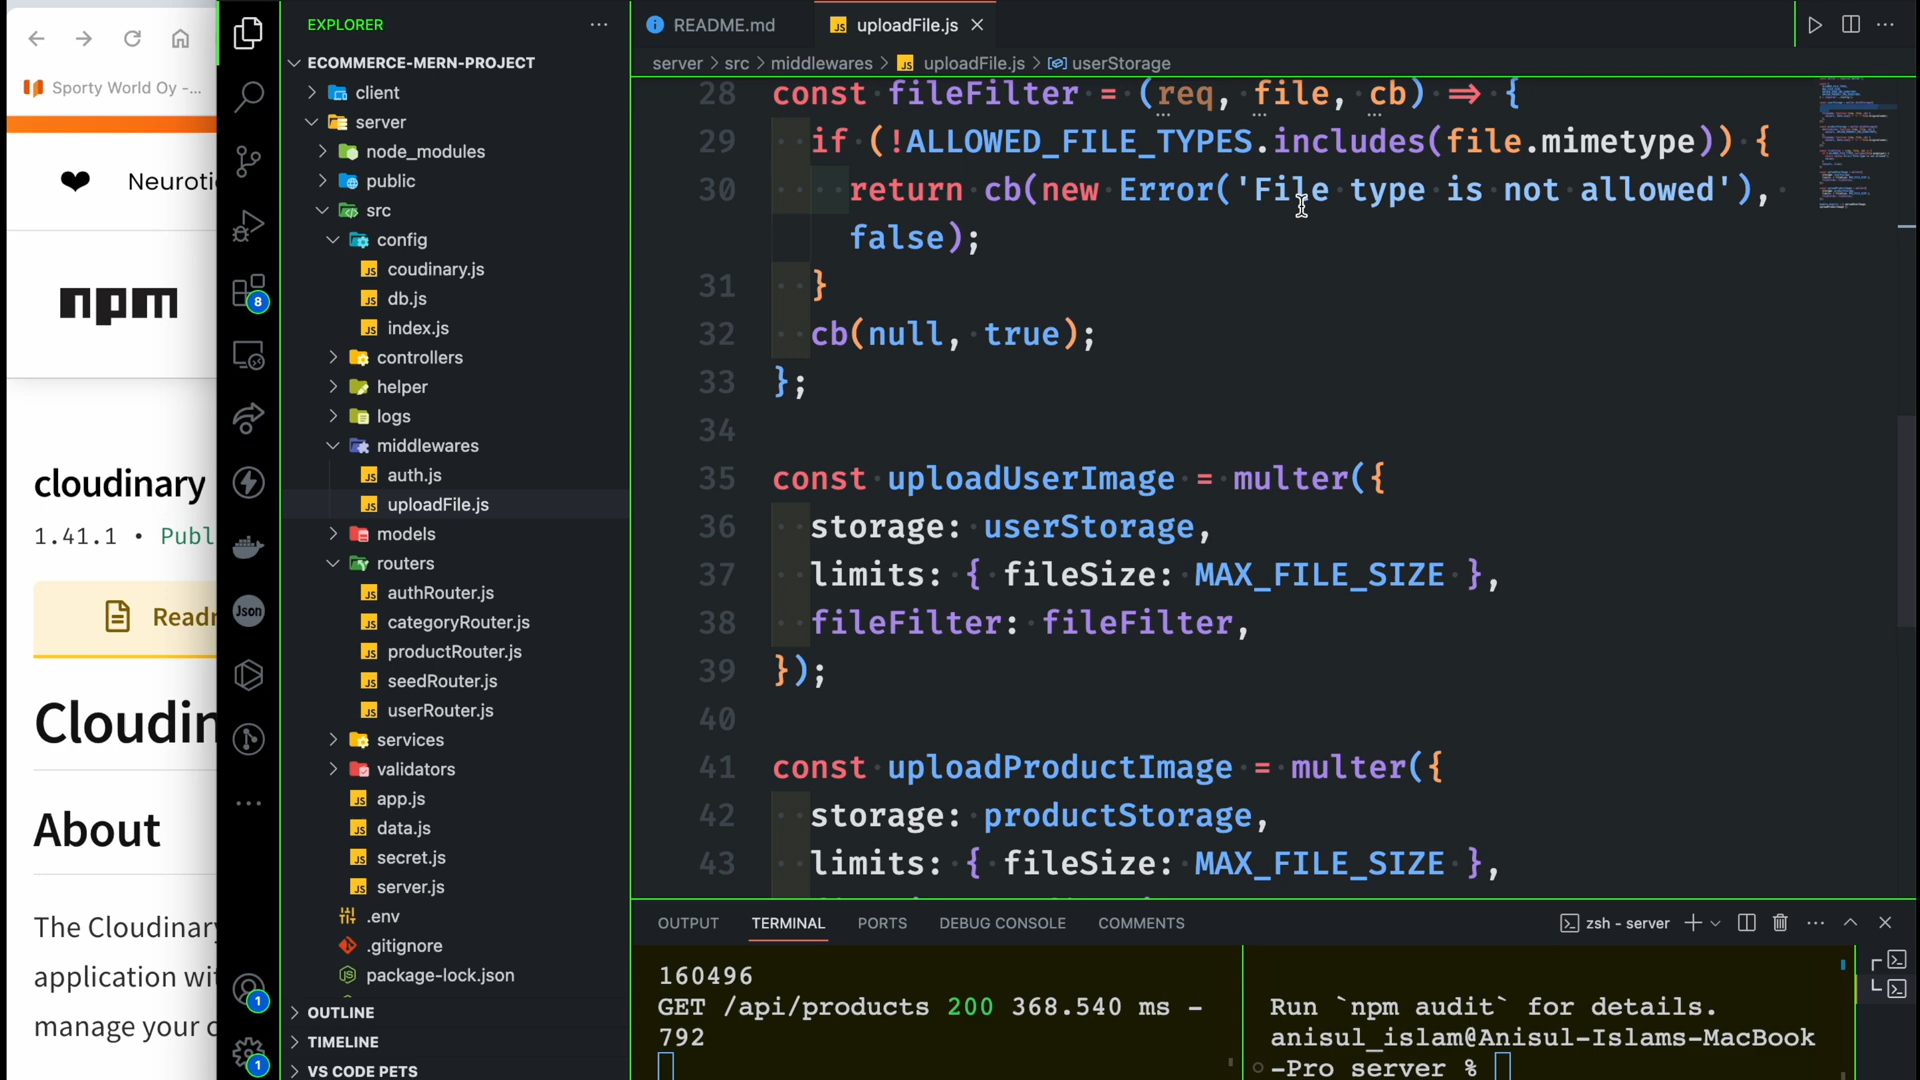 Sporty World Oy -...
Neuroti
npm
cloudinary
1.41.1 • Publ
Readr
Cloudin
About
The Cloudinary
application wit
manage your c
8
Json
1
1
EXPLORER
ECOMMERCE-MERN-PROJECT
client
server
node_modules
public
src
config
coudinary.js
db.js
index.js
controllers
helper
logs
middlewares
auth.js
uploadFile.js
models
routers
authRouter.js
categoryRouter.js
productRouter.js
seedRouter.js
userRouter.js
services
validators
app.js
data.js
secret.js
server.js
.env
.gitignore
package-lock.json
OUTLINE
TIMELINE
VS CODE PETS
README.md
uploadFile.js
server > src > middlewares > uploadFile.js > userStorage
28 const fileFilter = (req, file, cb) => {
29 if (!ALLOWED_FILE_TYPES.includes(file.mimetype)) {
30 return cb(new Error('File type is not allowed'),
false);
31 }
32 cb(null, true);
33 };
34
35 const uploadUserImage = multer({
36 storage: userStorage,
37 limits: { fileSize: MAX_FILE_SIZE },
38 fileFilter: fileFilter,
39 });
40
41 const uploadProductImage = multer({
42 storage: productStorage,
43 limits: { fileSize: MAX_FILE_SIZE },
OUTPUT TERMINAL PORTS DEBUG CONSOLE COMMENTS
zsh - server
160496
GET /api/products 200 368.540 ms -
792
Run `npm audit` for details.
anisul_islam@Anisul-Islams-MacBook
-Pro server %